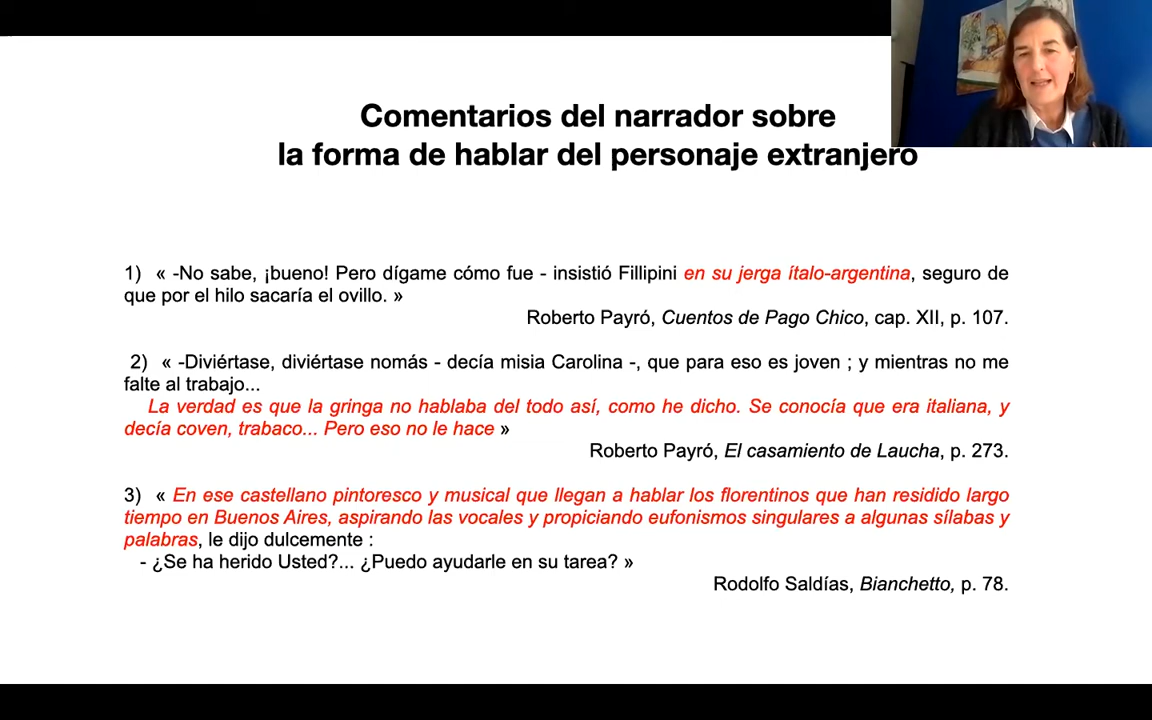 Comentarios del narrador sobre
la forma de hablar del personaje extranjero
1) « -No sabe, ¡bueno! Pero dígame cómo fue - insistió Fillipini en su jerga ítalo-argentina, seguro de
que por el hilo sacaría el ovillo. »
Roberto Payró, Cuentos de Pago Chico, cap. XII, p. 107.
2) « -Diviértase, diviértase nomás - decía misia Carolina -, que para eso es joven ; y mientras no me
falte al trabajo...
La verdad es que la gringa no hablaba del todo así, como he dicho. Se conocía que era italiana, y
decía coven, trabaco... Pero eso no le hace »
Roberto Payró, El casamiento de Laucha, p. 273.
3) « En ese castellano pintoresco y musical que llegan a hablar los florentinos que han residido largo
tiempo en Buenos Aires, aspirando las vocales y propiciando eufonismos singulares a algunas sílabas y
palabras, le dijo dulcemente :
- ¿Se ha herido Usted?... ¿Puedo ayudarle en su tarea? »
Rodolfo Saldías, Bianchetto, p. 78.